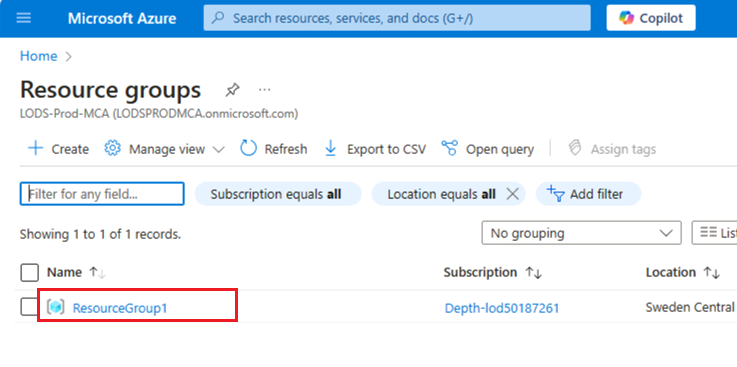 Microsoft Azure
Search resources, services, and docs (G+/)
Copilot
Home >
Resource groups
LODS-Prod-MCA (LODSPRODMCA.onmicrosoft.com)
Create
Manage view
Refresh
Export to CSV
Open query
Assign tags
Filter for any field...
Subscription equals all
Location equals all
Add filter
Showing 1 to 1 of 1 records.
No grouping
List
Name
Subscription
Location
ResourceGroup1
Depth-lod50187261
Sweden Central